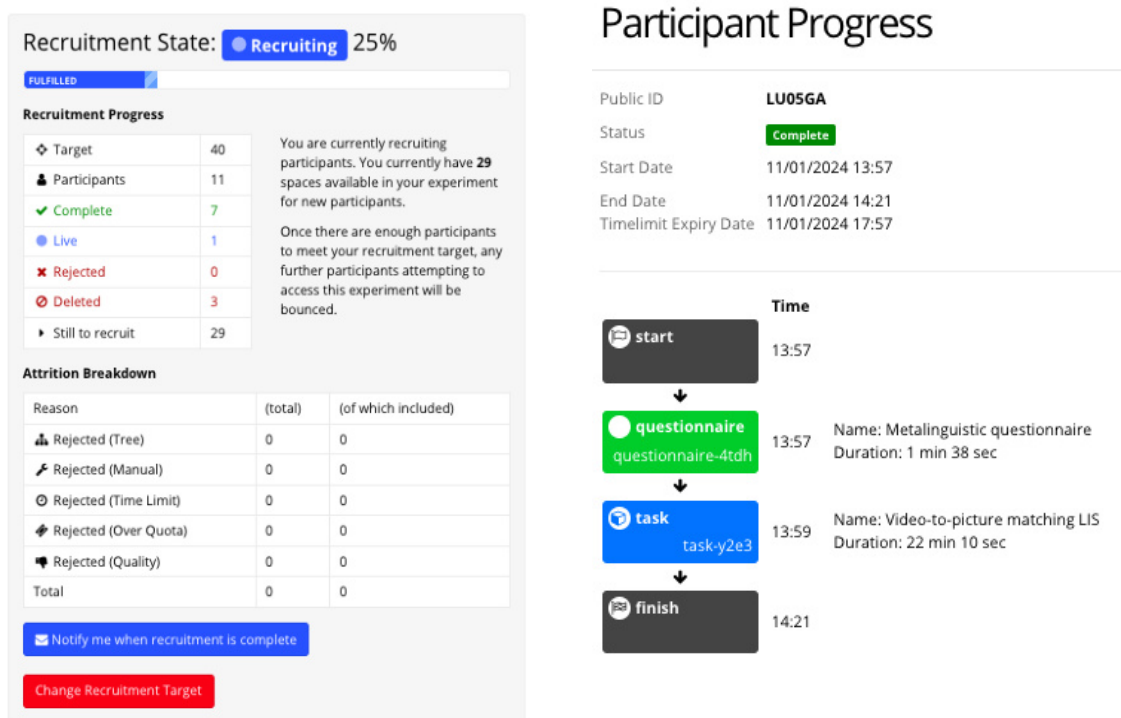 Recruitment State: Recruiting 25%
FULFILLED
Recruitment Progress
Target 40
Participants 11
Complete 7
Live 1
Rejected 0
Deleted 3
Still to recruit 29
You are currently recruiting
participants. You currently have 29
spaces available in your experiment
for new participants.
Once there are enough participants
to meet your recruitment target, any
further participants attempting to
access this experiment will be
bounced.
Attrition Breakdown
Reason (total) (of which included)
Rejected (Tree) 0 0
Rejected (Manual) 0 0
Rejected (Time Limit) 0 0
Rejected (Over Quota) 0 0
Rejected (Quality) 0 0
Total 0 0
Notify me when recruitment is complete
Change Recruitment Target
Participant Progress
Public ID LU05GA
Status Complete
Start Date 11/01/2024 13:57
End Date 11/01/2024 14:21
Timelimit Expiry Date 11/01/2024 17:57
Time
start 13:57
questionnaire
questionnaire-4tdh
13:57
Name: Metalinguistic questionnaire
Duration: 1 min 38 sec
task
task-y2e3
13:59
Name: Video-to-picture matching LIS
Duration: 22 min 10 sec
finish 14:21